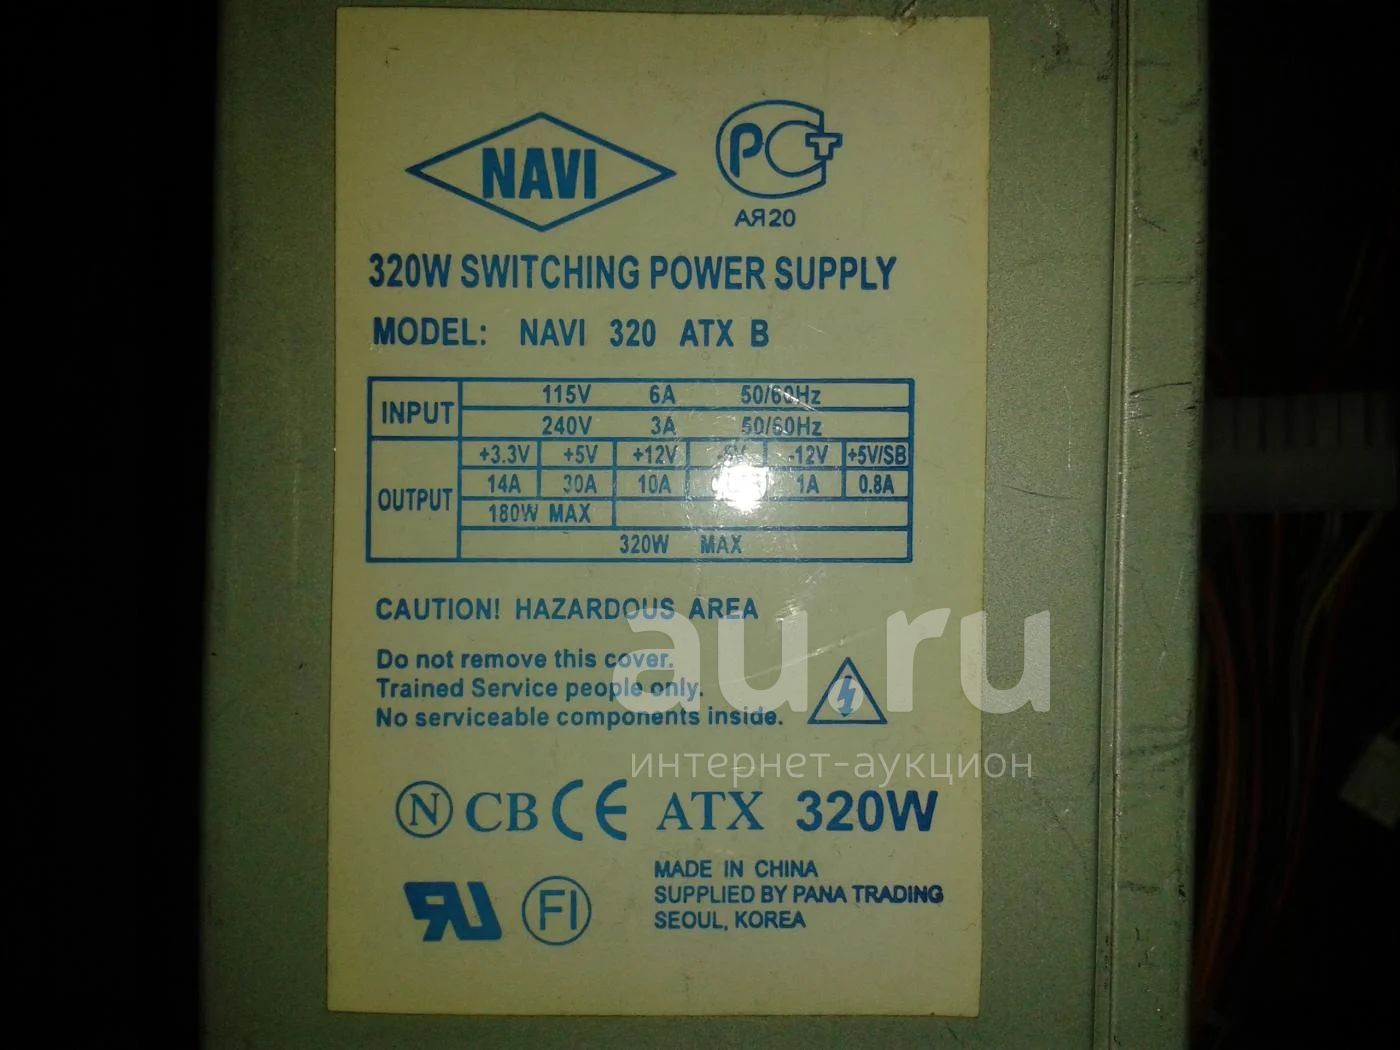 NAVI
РСТ
АЯ20
320W SWITCHING POWER SUPPLY
MODEL: NAVI 320 ATX B
INPUT 115V 6A 50/60Hz
240V 3A 50/60Hz
OUTPUT +3.3V +5V +12V -5V -12V +5V/SB
14A 30A 10A 1A 0.8A
180W MAX
320W MAX
CAUTION! HAZARDOUS AREA
Do not remove this cover.
Trained Service people only.
No serviceable components inside.
au.ru
интернет-аукцион
N CB CE ATX 320W
RU FI
MADE IN CHINA
SUPPLIED BY PANA TRADING
SEOUL, KOREA